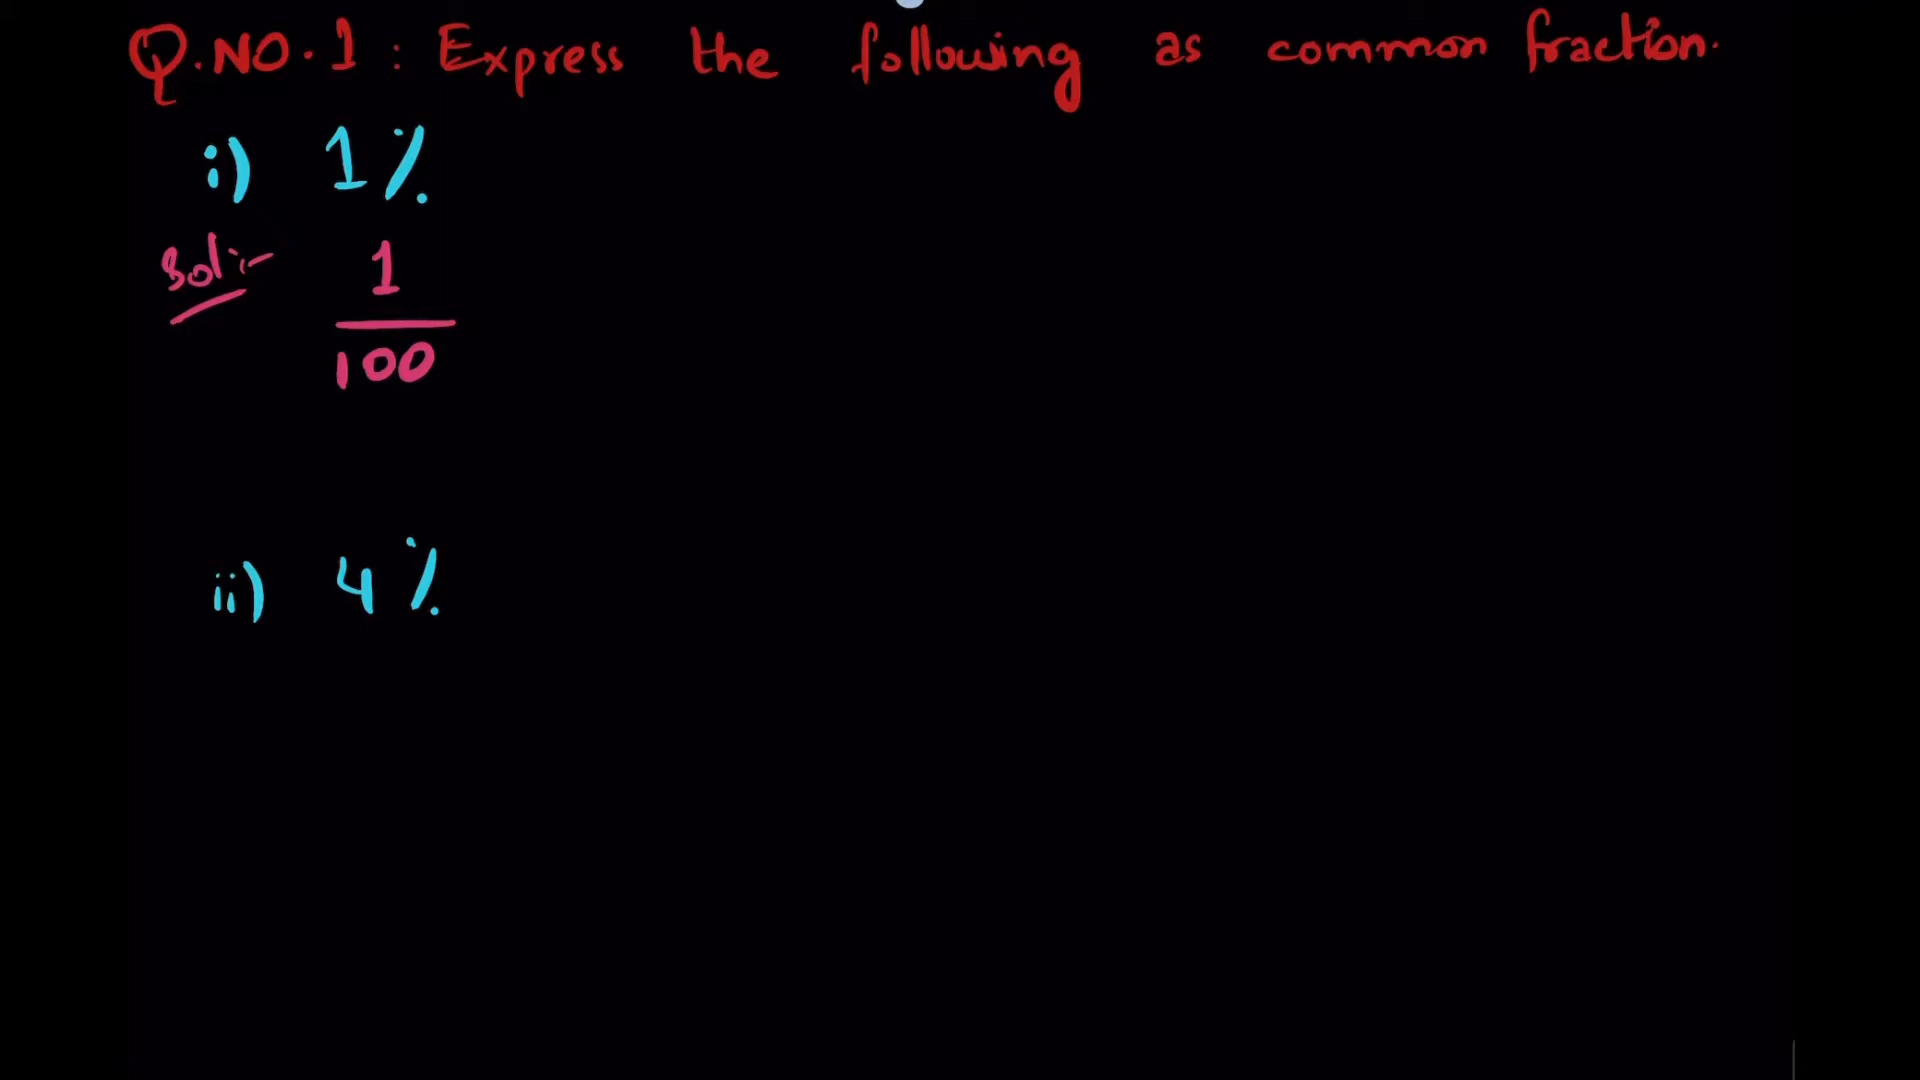 Q.NO.1 : Express the following as common fraction.
i) 1%
Sol:- 1
100
ii) 4%